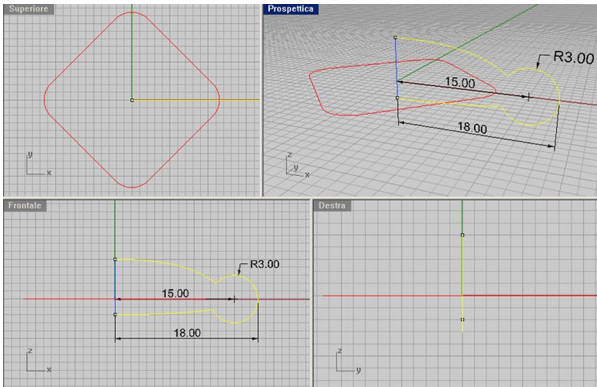 Superiore
y
x
Prospettica
R3.00
15.00
18.00
z
y
x
Frontale
R3.00
15.00
18.00
z
x
Destra
z
y